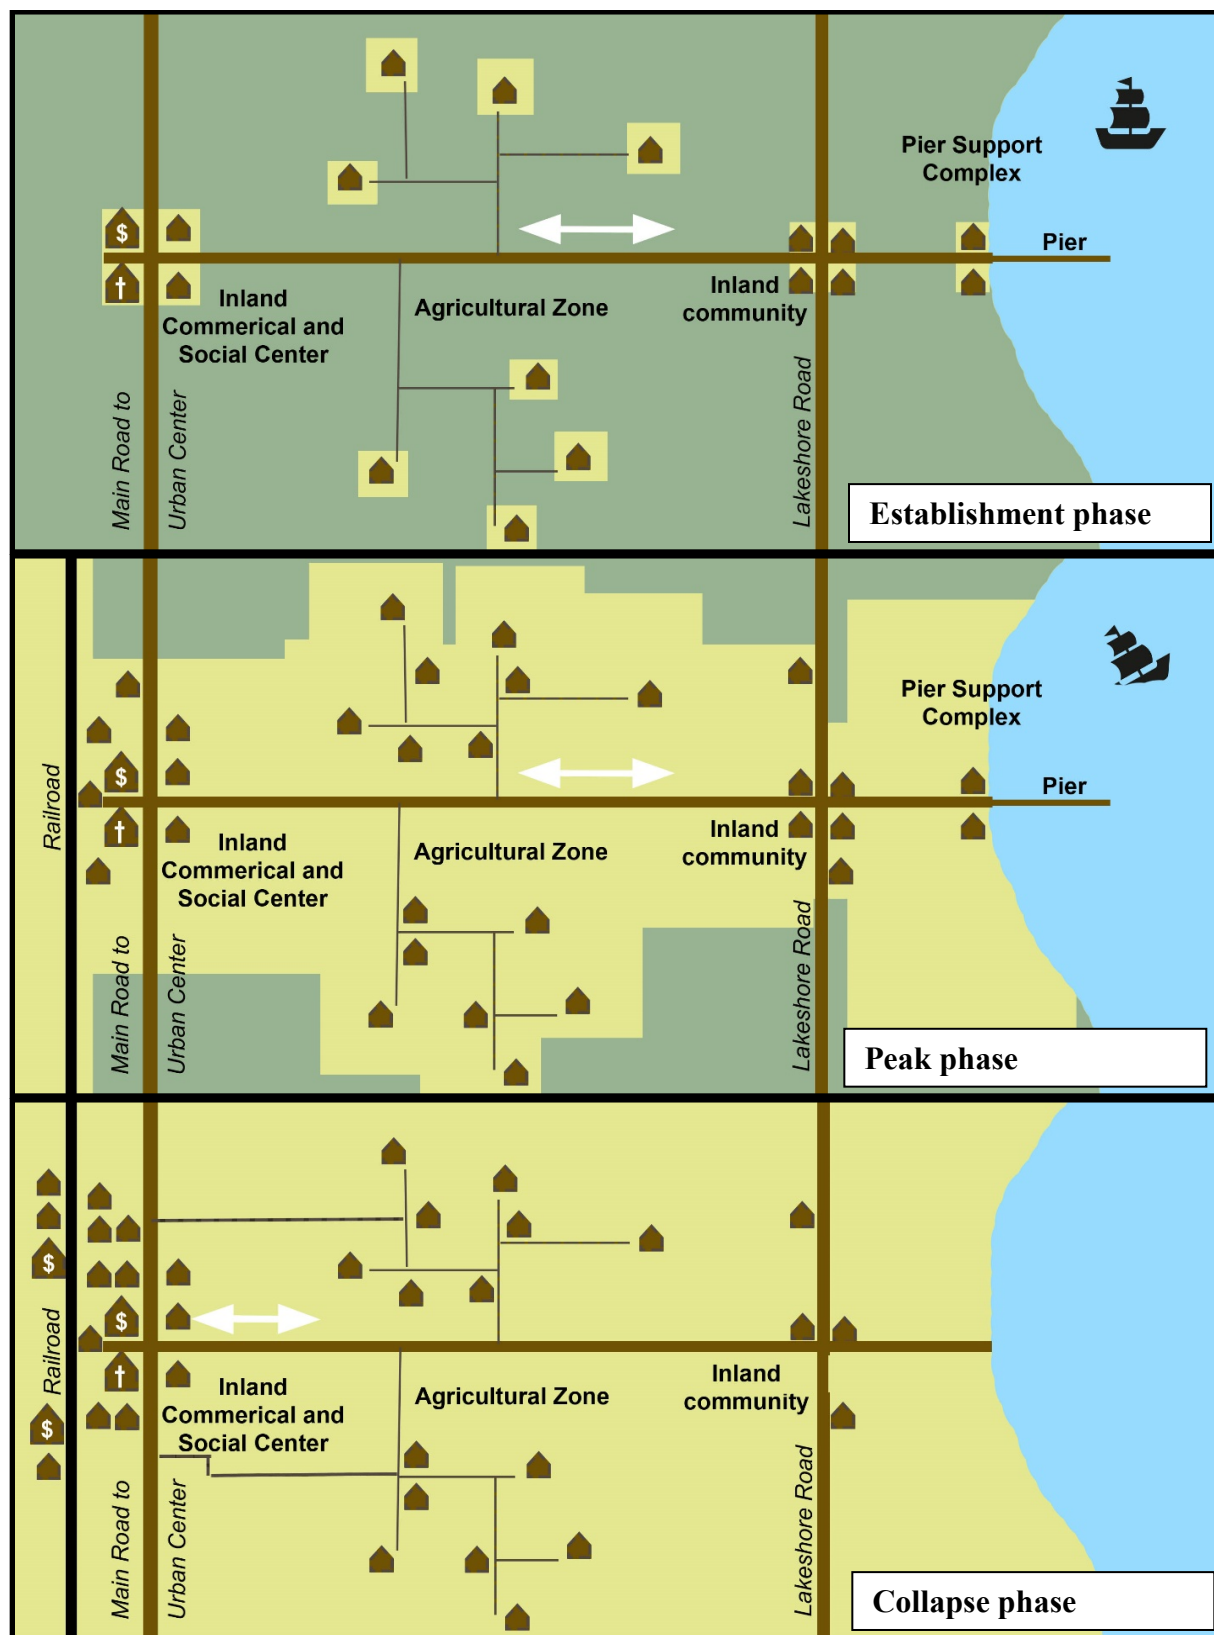 Pier Support
Complex
$
†
Pier
Inland
Commerical and
Social Center
Agricultural Zone
Inland
community
Main Road to
Urban Center
Lakeshore Road
Establishment phase
Pier Support
Complex
Railroad
$
†
Pier
Inland
Commerical and
Social Center
Agricultural Zone
Inland
community
Main Road to
Urban Center
Lakeshore Road
Peak phase
$
$
Railroad
†
$
Inland
Commerical and
Social Center
Agricultural Zone
Inland
community
Main Road to
Urban Center
Lakeshore Road
Collapse phase